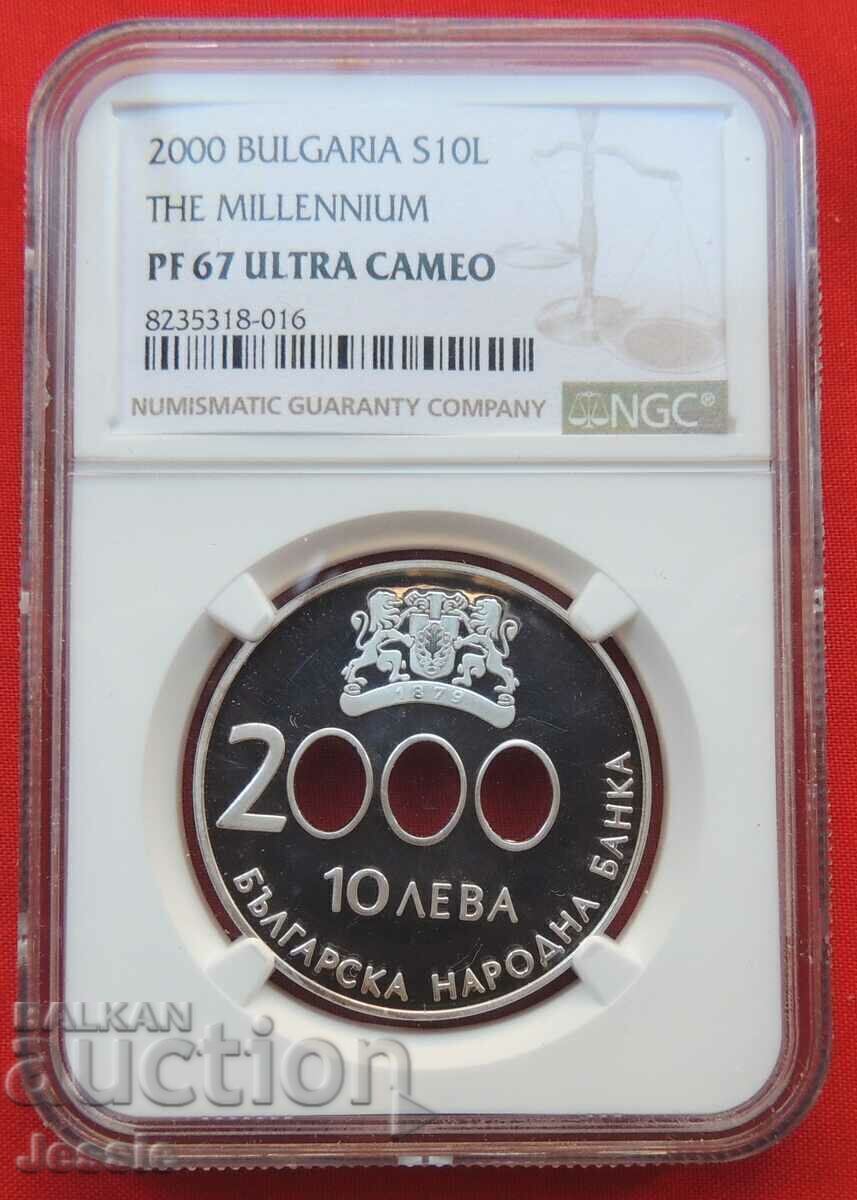 2000 BULGARIA S10L
THE MILLENNIUM
PF 67 ULTRA CAMEO
8235318-016
NUMISMATIC GUARANTY COMPANY
NGC®
1879
2000
10 ЛЕВА
БЪЛГАРСКА НАРОДНА БАНКА
BALKAN
auction
Jessie